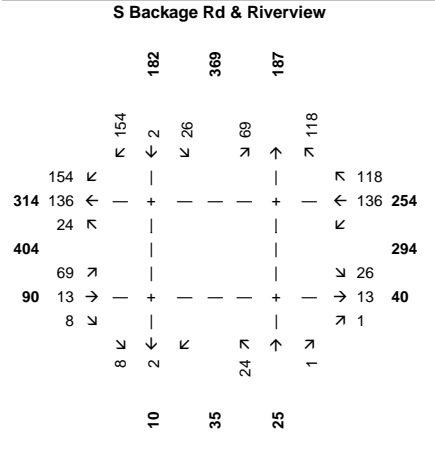 S Backage Rd & Riverview
182 369 187
154 2 26 69 118
↙ ↓ ↘ ↗ ↑ ↖
154 ↙ | | ↖ 118
314 136 ← — + — — — + — ← 136 254
24 ↖ | | ↙
404 | | 294
69 ↗ | | ↘ 26
90 13 → — + — — — + — → 13 40
8 ↘ | | ↗ 1
↘ ↓ ↙ ↖ ↑ ↗
8 2 24 1
10 35 25